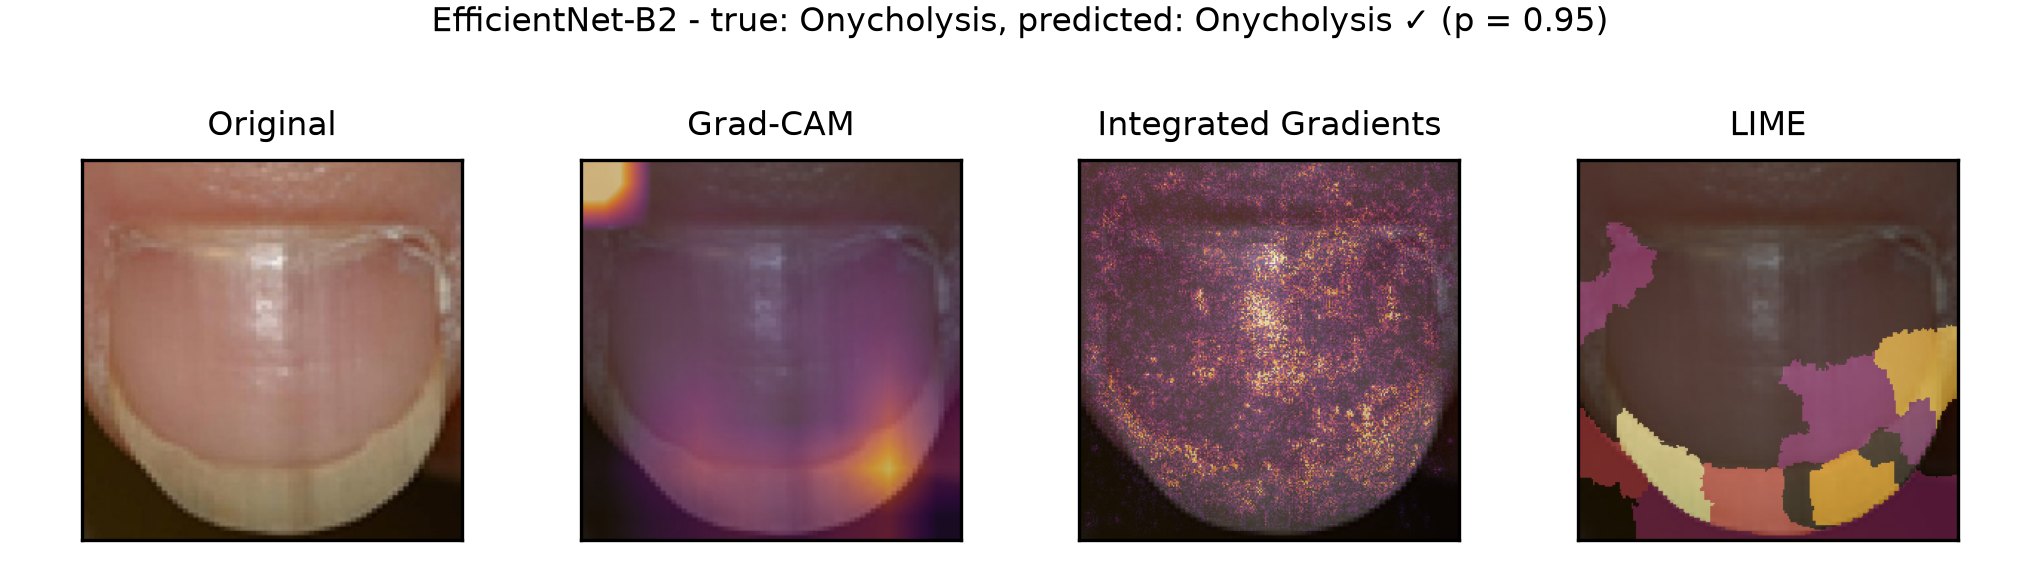 EfficientNet-B2 - true: Onycholysis, predicted: Onycholysis ✓ (p = 0.95)
Original
Grad-CAM
Integrated Gradients
LIME